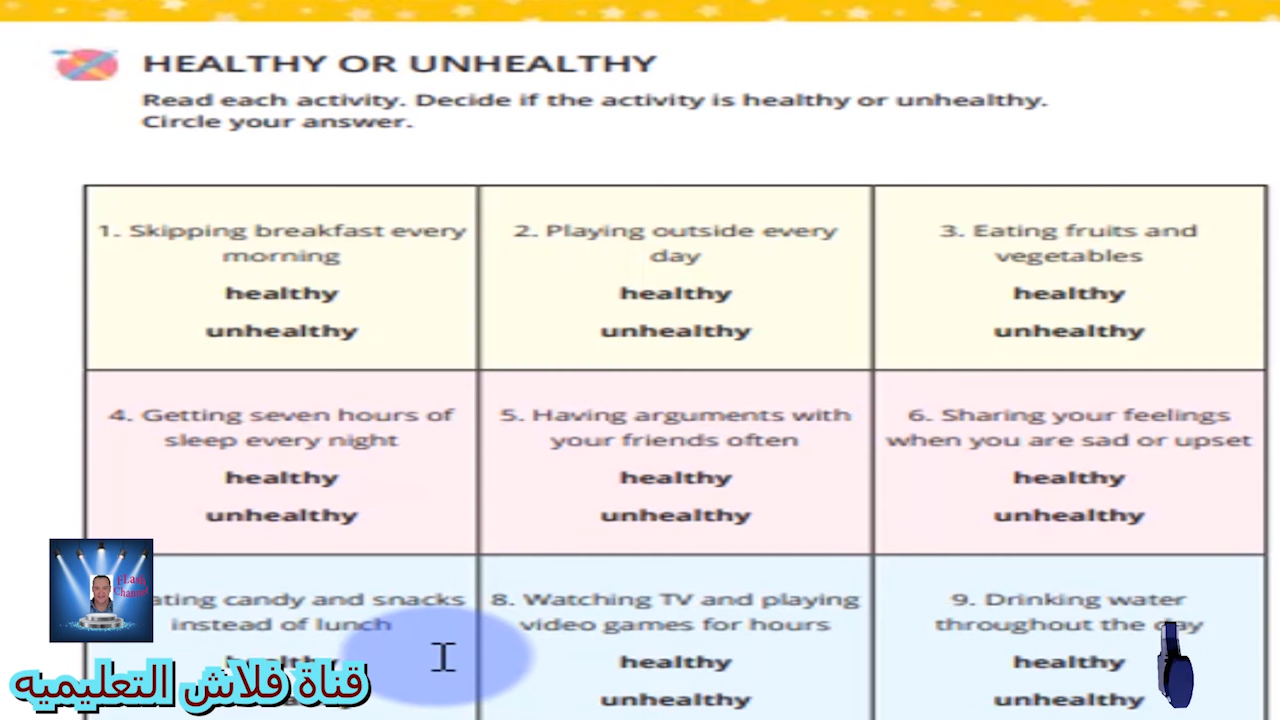 HEALTHY OR UNHEALTHY
Read each activity. Decide if the activity is healthy or unhealthy.
Circle your answer.
1. Skipping breakfast every
morning
healthy
unhealthy
2. Playing outside every
day
healthy
unhealthy
3. Eating fruits and
vegetables
healthy
unhealthy
4. Getting seven hours of
sleep every night
healthy
unhealthy
5. Having arguments with
your friends often
healthy
unhealthy
6. Sharing your feelings
when you are sad or upset
healthy
unhealthy
candy and snacks
instead of lunch
8. Watching TV and playing
video games for hours
healthy
unhealthy
9. Drinking water
throughout the day
healthy
unhealthy
Flash
Channel
قناة فلاش التعليميه